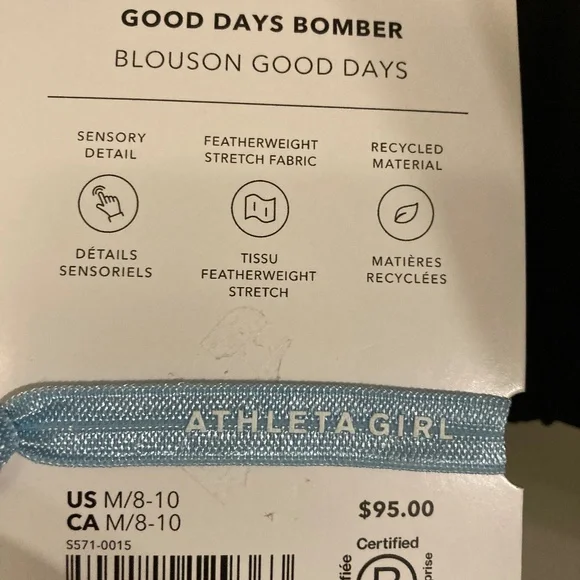 GOOD DAYS BOMBER
BLOUSON GOOD DAYS
SENSORY
DETAIL
DÉTAILS
SENSORIELS
FEATHERWEIGHT
STRETCH FABRIC
TISSU
FEATHERWEIGHT
STRETCH
RECYCLED
MATERIAL
MATIÈRES
RECYCLÉES
ATHLETA GIRL
US M/8-10
CA M/8-10
S571-0015
$95.00
Certified
B